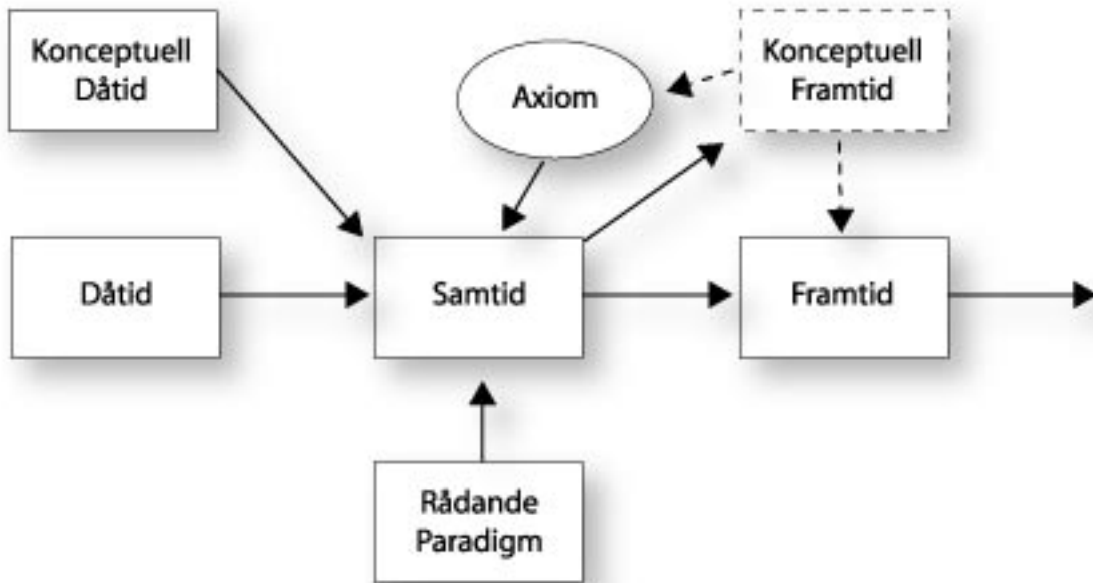 Konceptuell
Dåtid
Axiom
Konceptuell
Framtid
Dåtid
Samtid
Framtid
Rådande
Paradigm